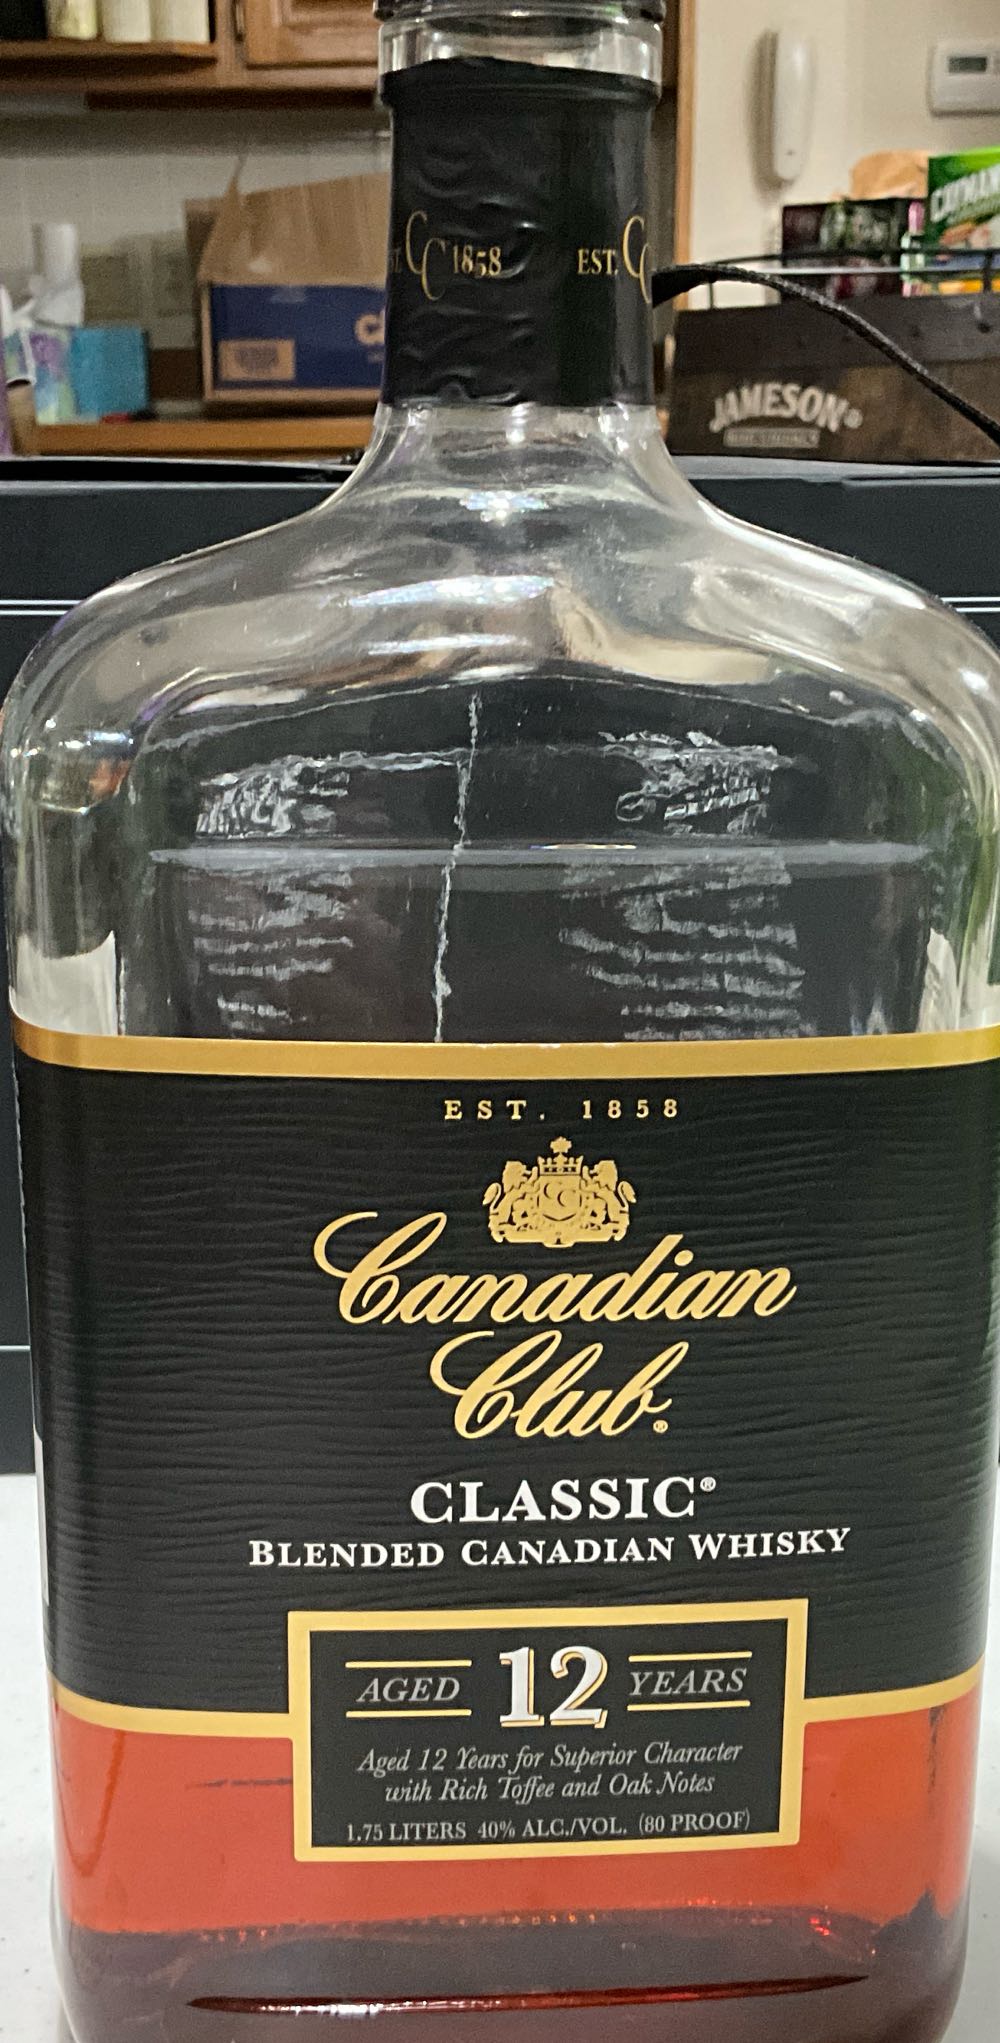 CC 1858
EST. C
JAMESON
EST. 1858
Canadian
Club®
CLASSIC®
BLENDED CANADIAN WHISKY
AGED 12 YEARS
Aged 12 Years for Superior Character
with Rich Toffee and Oak Notes
1.75 LITERS 40% ALC./VOL. (80 PROOF)